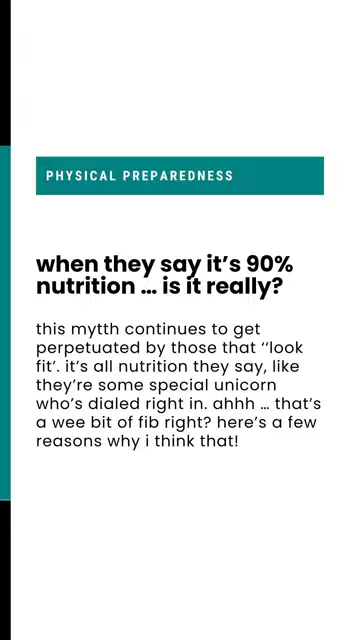 PHYSICAL PREPAREDNESS
when they say it’s 90%
nutrition … is it really?
this mytth continues to get
perpetuated by those that ‘‘look
fit’. it’s all nutrition they say, like
they’re some special unicorn
who’s dialed right in. ahhh … that’s
a wee bit of fib right? here’s a few
reasons why i think that!